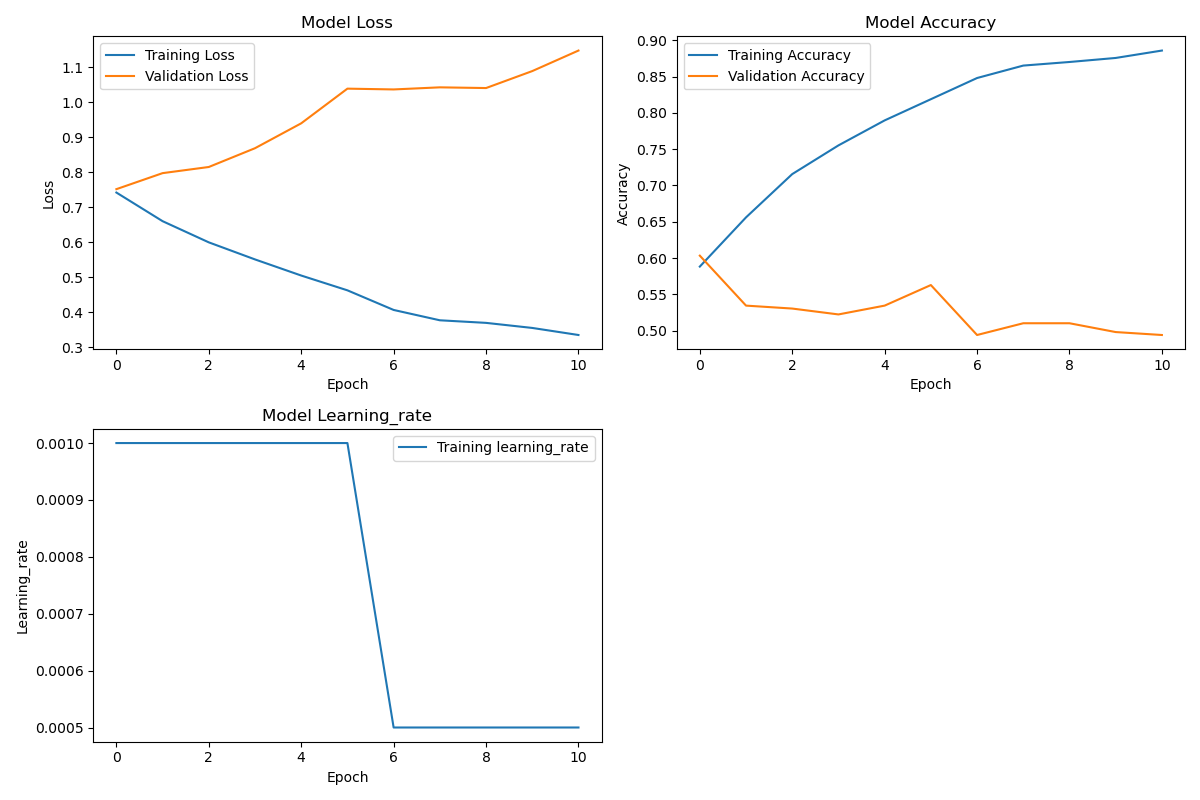 Model Loss
Training Loss
Validation Loss
1.1
1.0
0.9
0.8
0.7
0.6
0.5
0.4
0.3
Loss
0 2 4 6 8 10
Epoch
Model Accuracy
Training Accuracy
Validation Accuracy
0.90
0.85
0.80
0.75
0.70
0.65
0.60
0.55
0.50
Accuracy
0 2 4 6 8 10
Epoch
Model Learning_rate
Training learning_rate
0.0010
0.0009
0.0008
0.0007
0.0006
0.0005
Learning_rate
0 2 4 6 8 10
Epoch